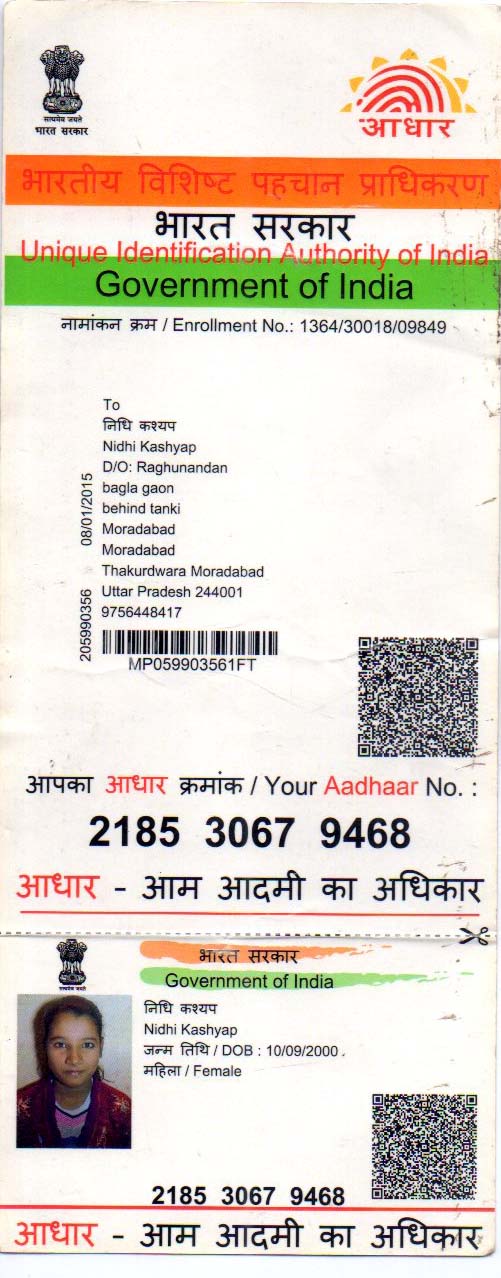 सत्यमेव जयते
भारत सरकार
आधार
भारतीय विशिष्ट पहचान प्राधिकरण
भारत सरकार
Unique Identification Authority of India
Government of India
नामांकन क्रम / Enrollment No.: 1364/30018/09849
To
निधि कश्यप
Nidhi Kashyap
D/O: Raghunandan
bagla gaon
behind tanki
Moradabad
Moradabad
Thakurdwara Moradabad
Uttar Pradesh 244001
9756448417
205990356 08/01/2015
MP059903561FT
आपका आधार क्रमांक / Your Aadhaar No. :
2185 3067 9468
आधार - आम आदमी का अधिकार
भारत सरकार
Government of India
निधि कश्यप
Nidhi Kashyap
जन्म तिथि / DOB : 10/09/2000
महिला / Female
2185 3067 9468
आधार - आम आदमी का अधिकार